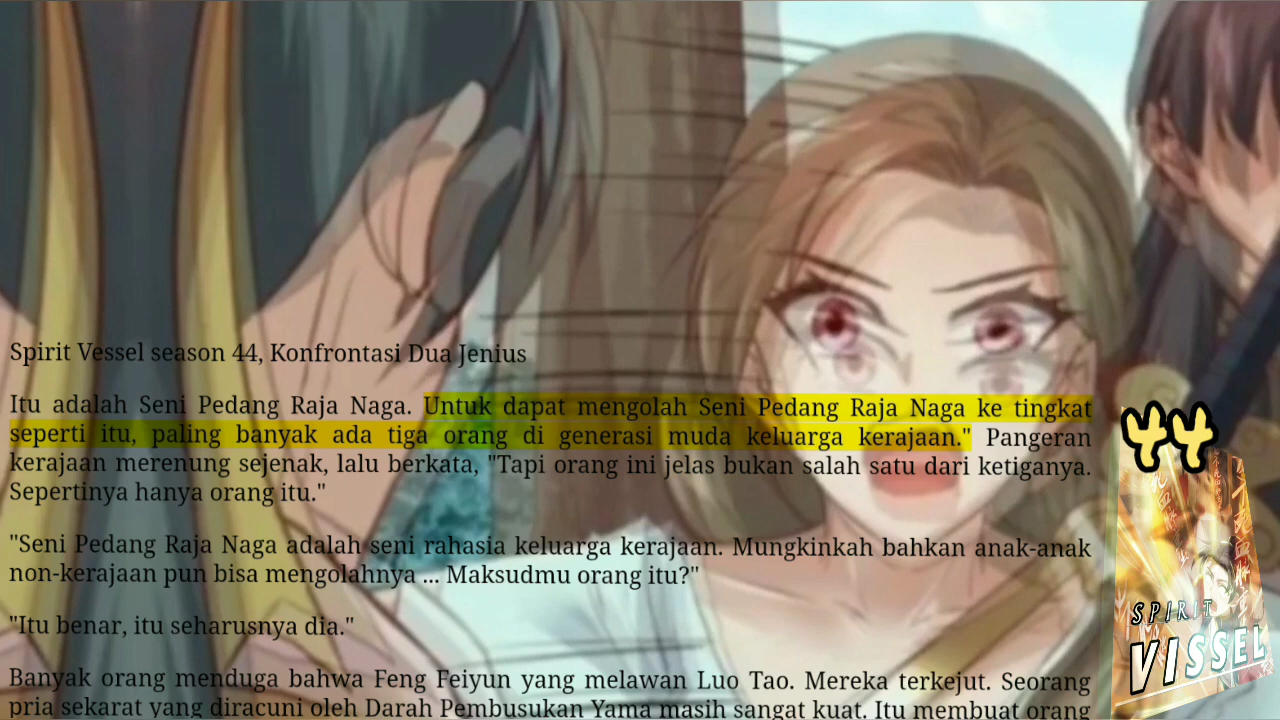 Spirit Vessel season 44, Konfrontasi Dua Jenius
Itu adalah Seni Pedang Raja Naga. Untuk dapat mengolah Seni Pedang Raja Naga ke tingkat
seperti itu, paling banyak ada tiga orang di generasi muda keluarga kerajaan." Pangeran
kerajaan merenung sejenak, lalu berkata, "Tapi orang ini jelas bukan salah satu dari ketiganya.
Sepertinya hanya orang itu."
"Seni Pedang Raja Naga adalah seni rahasia keluarga kerajaan. Mungkinkah bahkan anak-anak
non-kerajaan pun bisa mengolahnya ... Maksudmu orang itu?"
"Itu benar, itu seharusnya dia."
Banyak orang menduga bahwa Feng Feiyun yang melawan Luo Tao. Mereka terkejut. Seorang
pria sekarat yang diracuni oleh Darah Pembusukan Yama masih sangat kuat. Itu membuat orang
44
SPIRIT
VISSEL